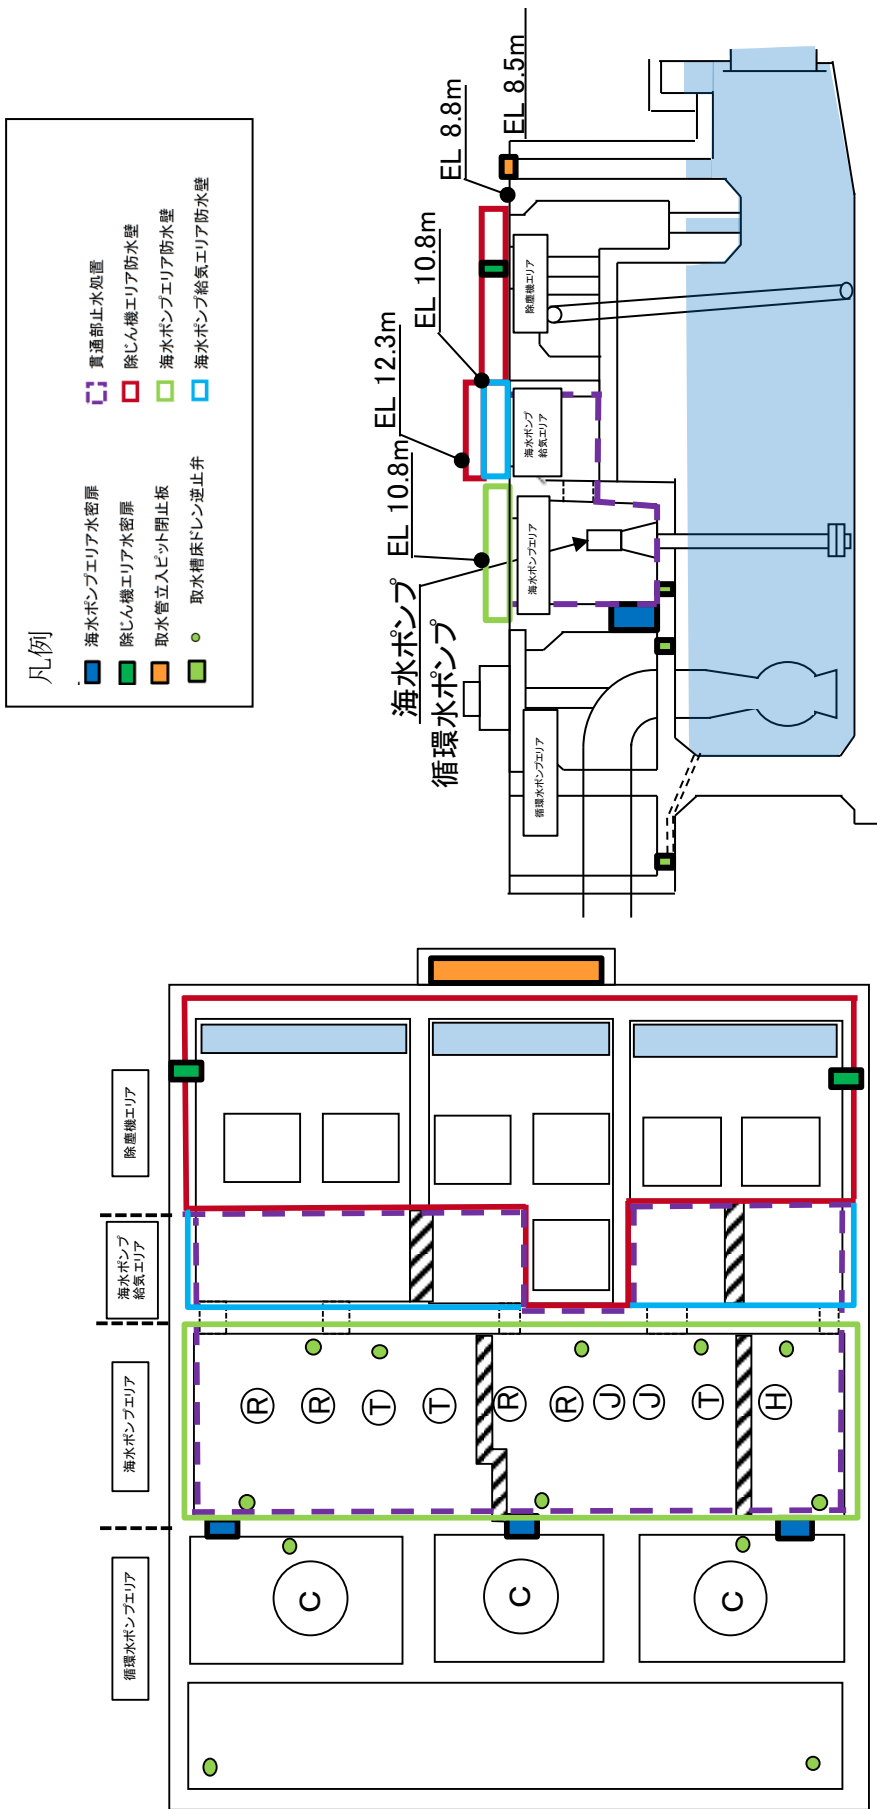 凡例
海水ポンプエリア水密扉
除じん機エリア水密扉
取水管立入ピット閉止板
取水槽床ドレン逆止弁
貫通部止水処置
除じん機エリア防水壁
海水ポンプエリア防水壁
海水ポンプ給気エリア防水壁
海水ポンプ
循環水ポンプ
EL 10.8m
EL 12.3m
EL 10.8m
EL 8.8m
EL 8.5m
循環水ポンプエリア
海水ポンプエリア
海水ポンプ
給気エリア
除塵機エリア
循環水ポンプエリア
海水ポンプエリア
海水ポンプ
給気エリア
除塵機エリア
R
R
T
T
R
R
J
J
T
H
C
C
C